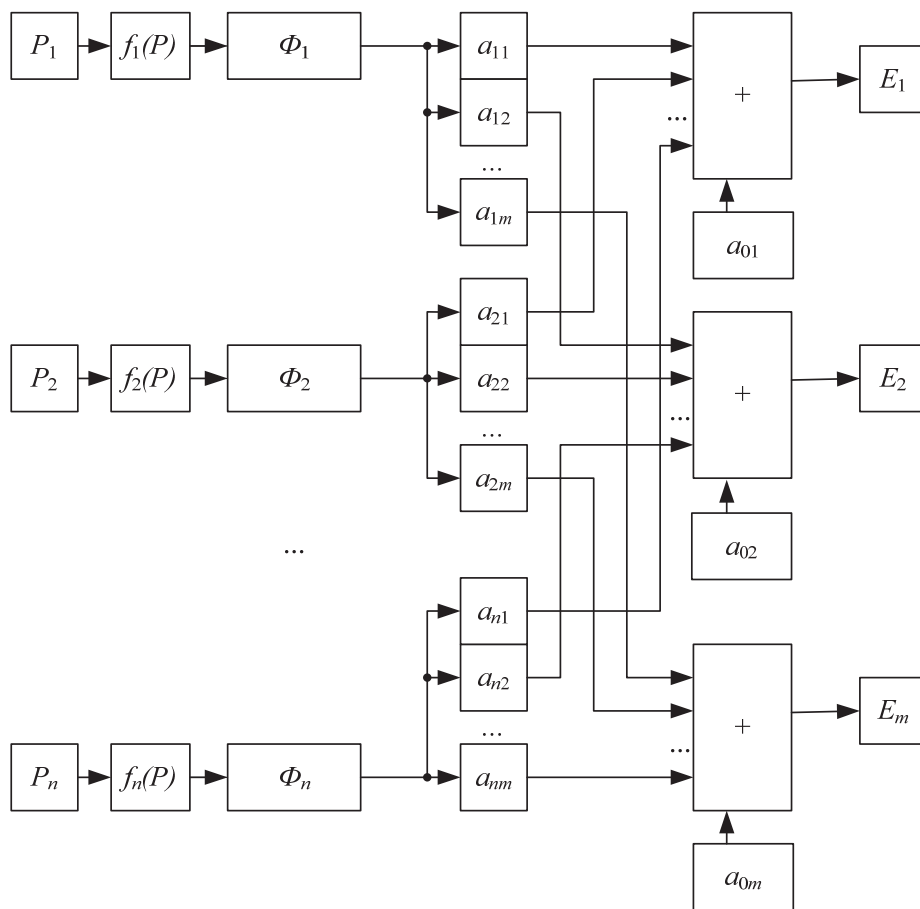 P₁ f₁(P) Φ₁ a₁₁ + E₁
a₁₂
...
...
a₁ₘ
a₀₁
a₂₁
P₂ f₂(P) Φ₂ a₂₂ + E₂
...
...
a₂ₘ
a₀₂
...
aₙ₁
aₙ₂ + Eₘ
...
...
Pₙ fₙ(P) Φₙ aₙₘ
a₀ₘ